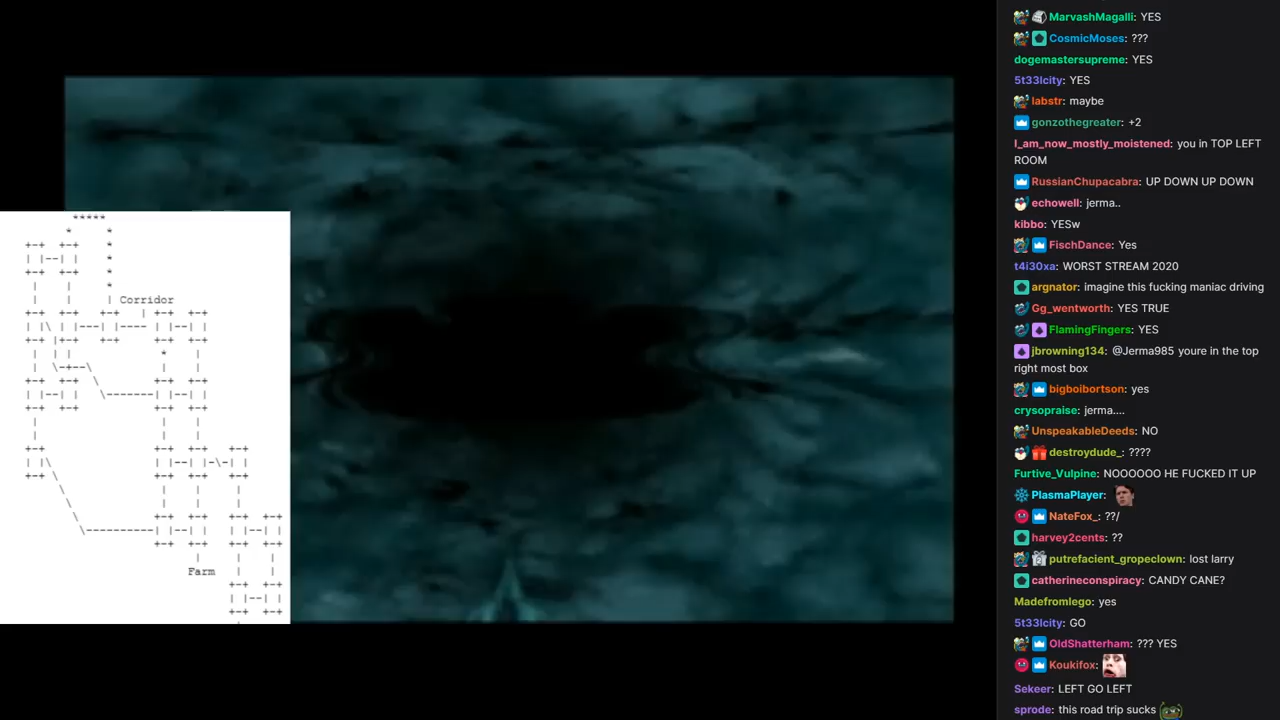 *****
*     *
+-+  +-+    *
| |--| |    *
+-+  +-+    *
|    |     *
|    |     | Corridor
+-+  +-+   +-+   | +-+  +-+
| |\ | |---| |---- | |--| |
+-+ |+-+   +-+     +-+  +-+
|  | |             *    |
|  \-+--\          |    |
+-+  +-+  \        +-+  +-+
| |--| |   \-------| |--| |
+-+  +-+           +-+  +-+
|                  |    |
|                  |    |
+-+                +-+  +-+   +-+
| |\               | |--| |-\-| |
+-+ \              +-+  +-+   +-+
\             |    |     |
\            |    |     |
\           +-+  +-+   +-+  +-+
\----------| |--| |   | |--| |
+-+  +-+   +-+  +-+
|     |    |
Farm   |    |
+-+  +-+
| |--| |
+-+  +-+
MarvashMagalli: YES
CosmicMoses: ???
dogemastersupreme: YES
5t33lcity: YES
labstr: maybe
gonzothegreater: +2
I_am_now_mostly_moistened: you in TOP LEFT
ROOM
RussianChupacabra: UP DOWN UP DOWN
echowell: jerma..
kibbo: YESw
FischDance: Yes
t4i30xa: WORST STREAM 2020
argnator: imagine this fucking maniac driving
Gg_wentworth: YES TRUE
FlamingFingers: YES
jbrowning134: @Jerma985 youre in the top
right most box
bigboibortson: yes
crysopraise: jerma....
UnspeakableDeeds: NO
destroydude_: ????
Furtive_Vulpine: NOOOOOO HE FUCKED IT UP
PlasmaPlayer:
NateFox_: ??/
harvey2cents: ??
putrefacient_gropeclown: lost larry
catherineconspiracy: CANDY CANE?
Madefromlego: yes
5t33lcity: GO
OldShatterham: ??? YES
Koukifox:
Sekeer: LEFT GO LEFT
sprode: this road trip sucks